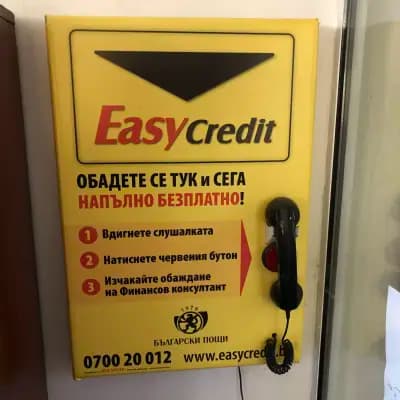 EasyCredit
ОБАДЕТЕ СЕ ТУК и СЕГА
НАПЪЛНО БЕЗПЛАТНО!
1 Вдигнете слушалката
2 Натиснете червения бутон
3 Изчакайте обаждане
на Финансов консултант
1879
БЪЛГАРСКИ ПОЩИ
0700 20 012 www.easycredit.b